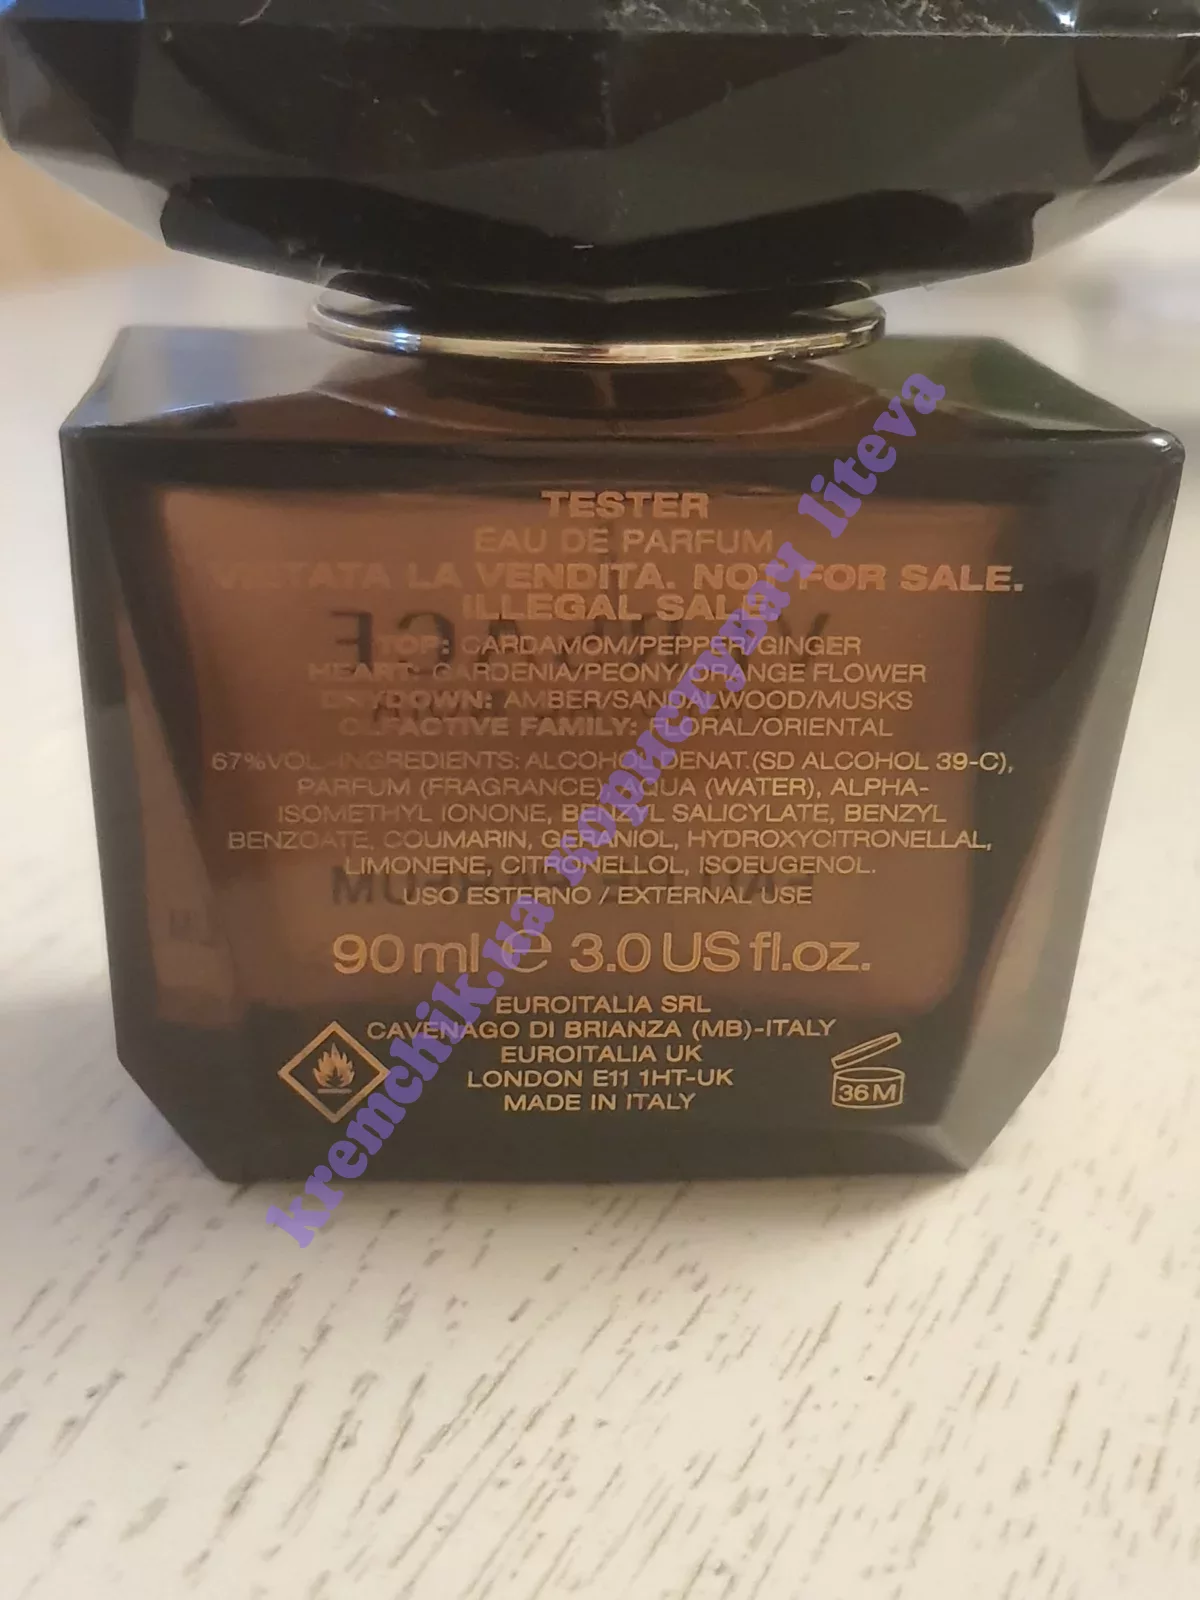 TESTER
EAU DE PARFUM
VIETATA LA VENDITA. NOT FOR SALE.
ILLEGAL SALE
TOP: CARDAMOM/PEPPER/GINGER
HEART: GARDENIA/PEONY/ORANGE FLOWER
DRYDOWN: AMBER/SANDALWOOD/MUSKS
OLFACTIVE FAMILY: FLORAL/ORIENTAL
67%VOL-INGREDIENTS: ALCOHOL DENAT.(SD ALCOHOL 39-C),
PARFUM (FRAGRANCE), AQUA (WATER), ALPHA-
ISOMETHYL IONONE, BENZYL SALICYLATE, BENZYL
BENZOATE, COUMARIN, GERANIOL, HYDROXYCITRONELLAL,
LIMONENE, CITRONELLOL, ISOEUGENOL.
USO ESTERNO / EXTERNAL USE
90 ml e 3.0 US fl.oz.
EUROITALIA SRL
CAVENAGO DI BRIANZA (MB)-ITALY
EUROITALIA UK
LONDON E11 1HT-UK
MADE IN ITALY
36M
kremchik.ua користувач liteva